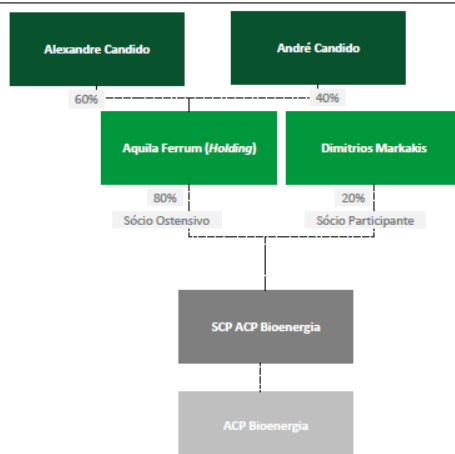 Alexandre Candido
André Candido
60%
40%
Aquila Ferrum (Holding)
Dimitrios Markakis
80%
20%
Sócio Ostensivo
Sócio Participante
SCP ACP Bioenergia
ACP Bioenergia